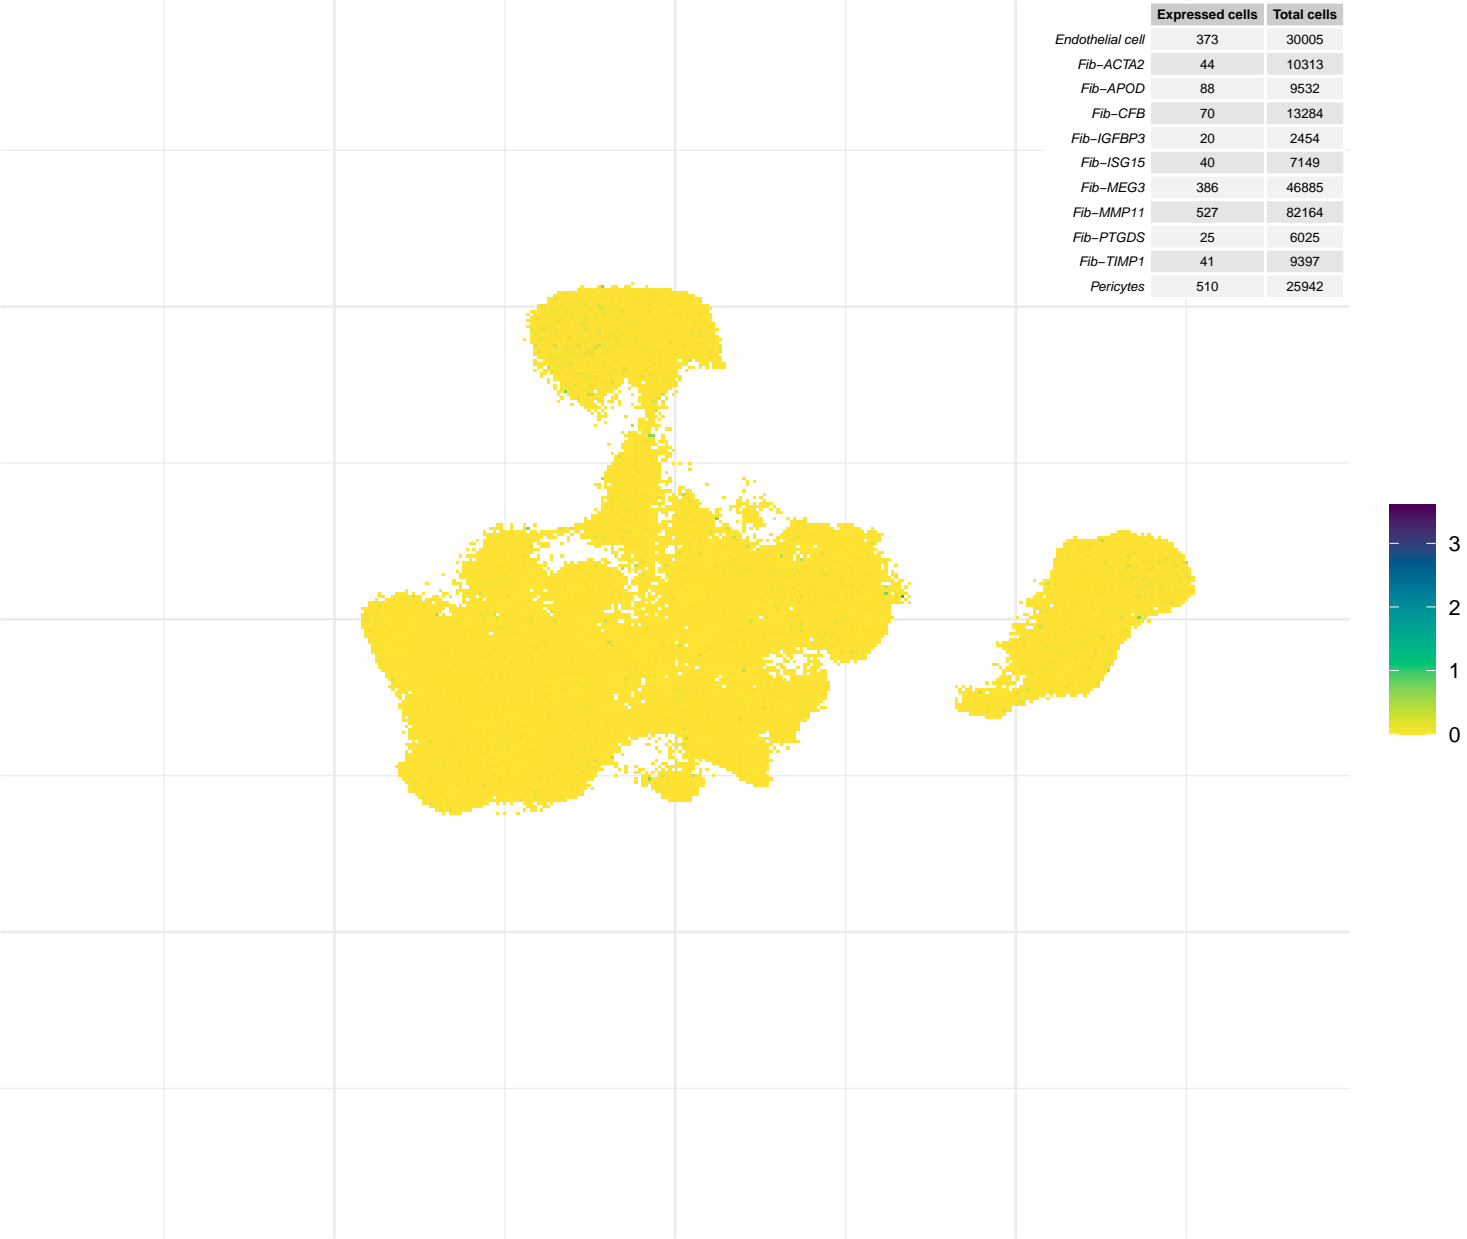 Expressed cells Total cells
Endothelial cell 373 30005
Fib−ACTA2 44 10313
Fib−APOD 88 9532
Fib−CFB 70 13284
Fib−IGFBP3 20 2454
Fib−ISG15 40 7149
Fib−MEG3 386 46885
Fib−MMP11 527 82164
Fib−PTGDS 25 6025
Fib−TIMP1 41 9397
Pericytes 510 25942
3
2
1
0